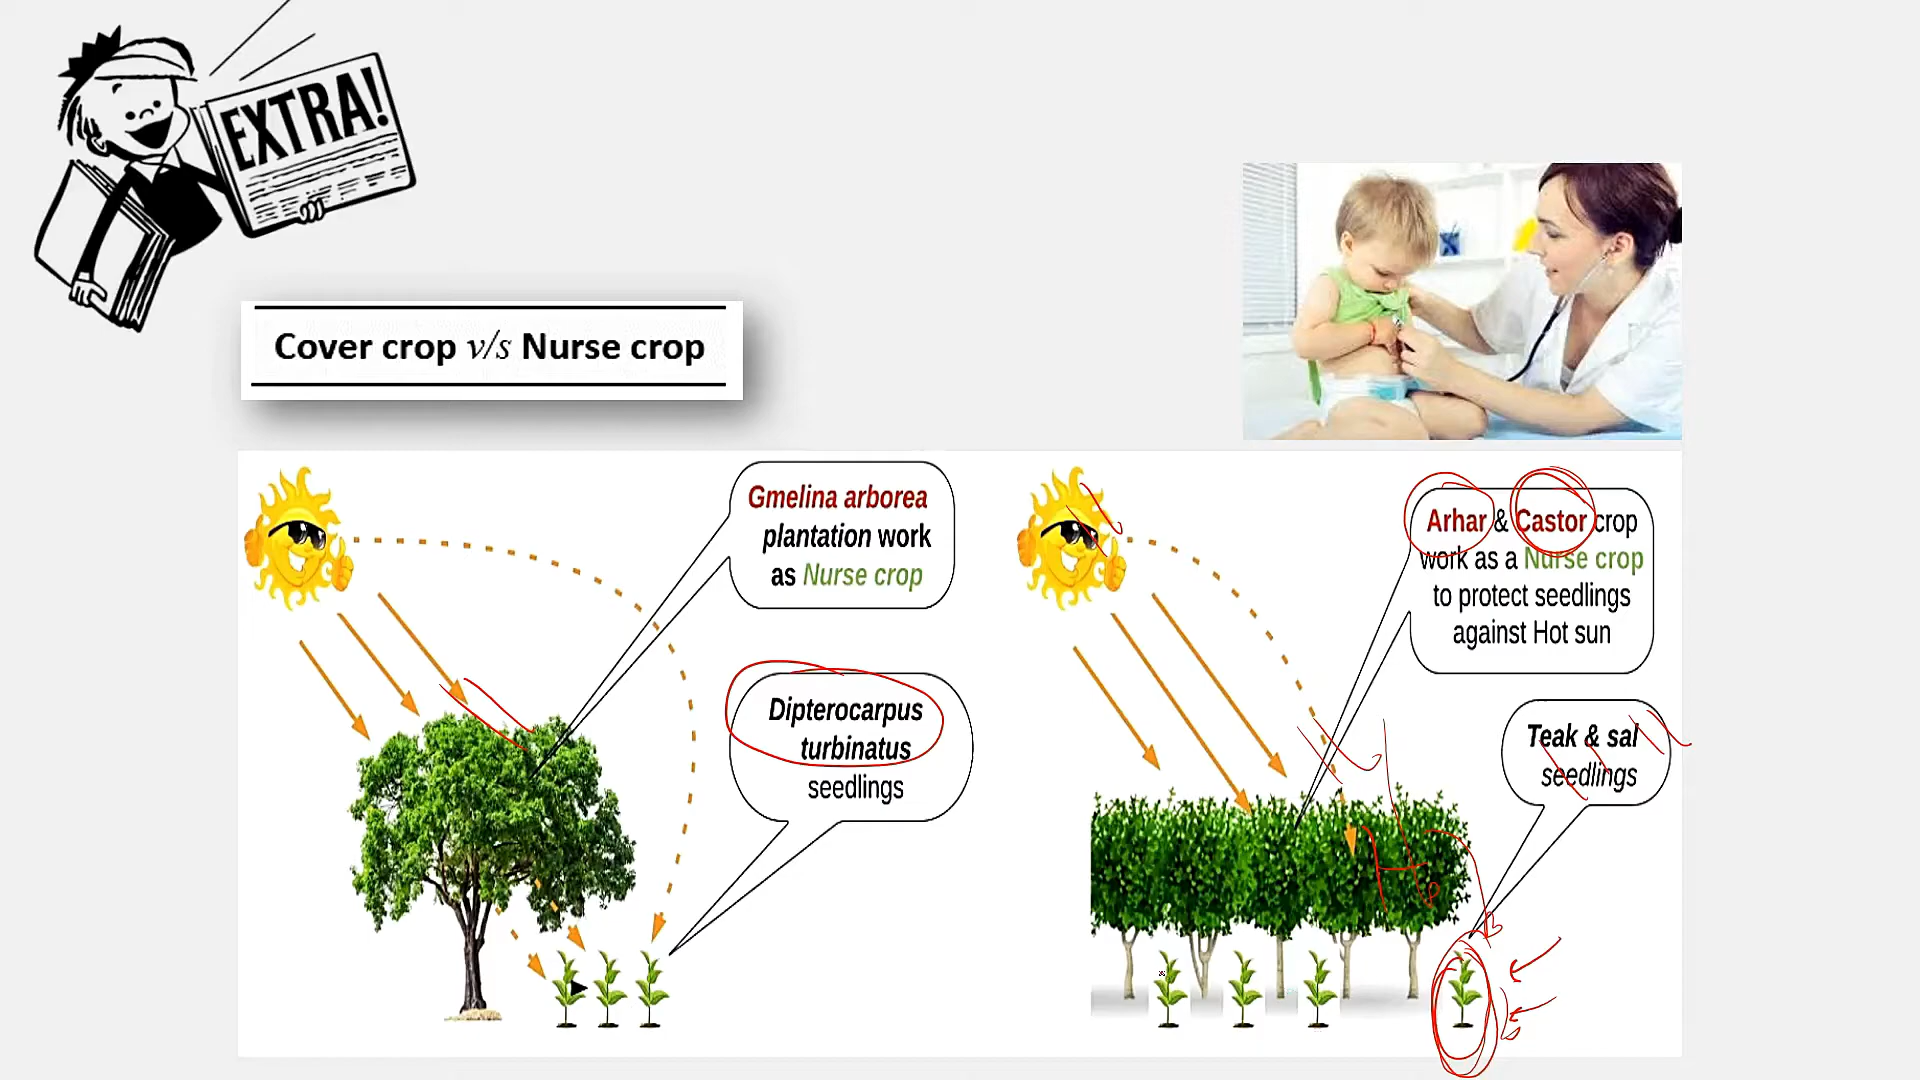 EXTRA!
Cover crop v/s Nurse crop
Gmelina arborea
plantation work
as Nurse crop
Dipterocarpus
turbinatus
seedlings
Arhar & Castor crop
work as a Nurse crop
to protect seedlings
against Hot sun
Teak & sal
seedlings